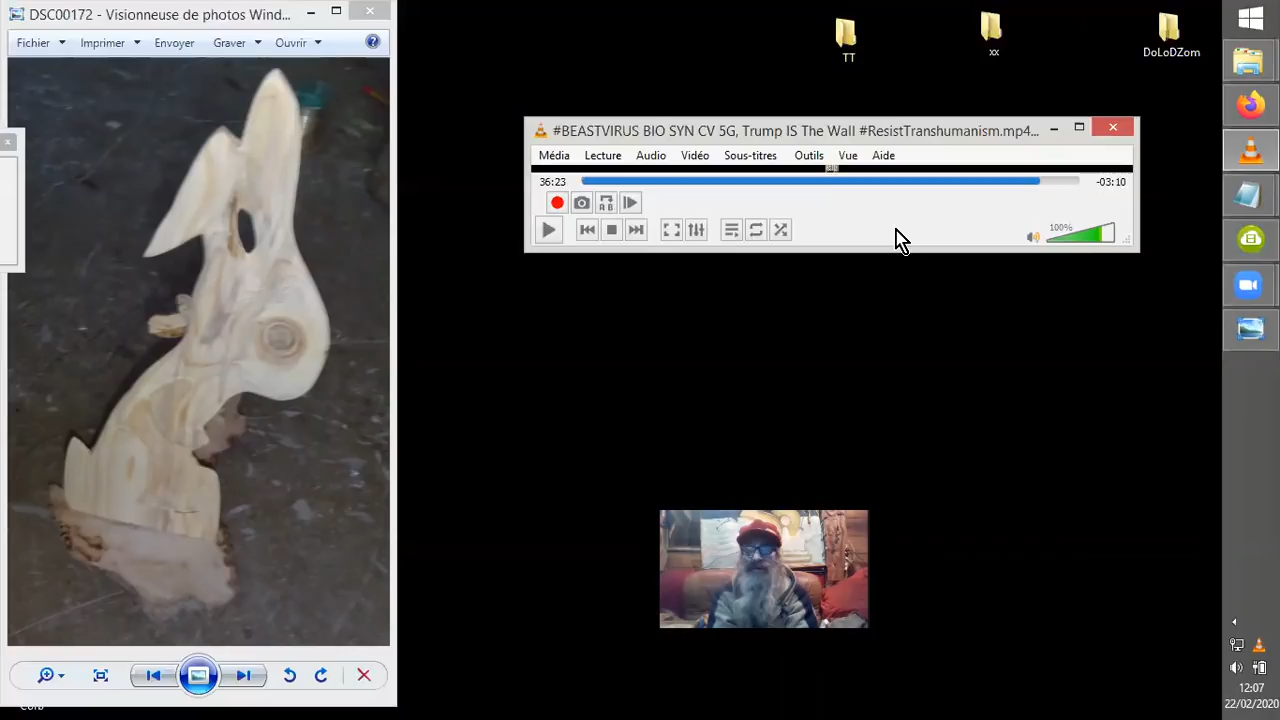 DSC00172 - Visionneuse de photos Wind...
Fichier Imprimer Envoyer Graver Ouvrir
TT
xx
DoLoDZom
#BEASTVIRUS BIO SYN CV 5G, Trump IS The Wall #ResistTranshumanism.mp4...
Média Lecture Audio Vidéo Sous-titres Outils Vue Aide
36:23
-03:10
100%
12:07
22/02/2020